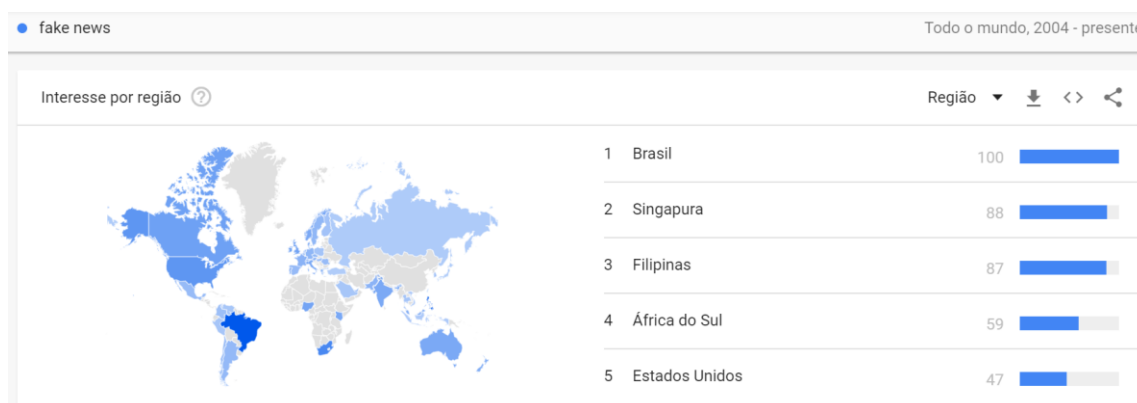 fake news
Todo o mundo, 2004 - presente
Interesse por região ?
Região
1 Brasil 100
2 Singapura 88
3 Filipinas 87
4 África do Sul 59
5 Estados Unidos 47